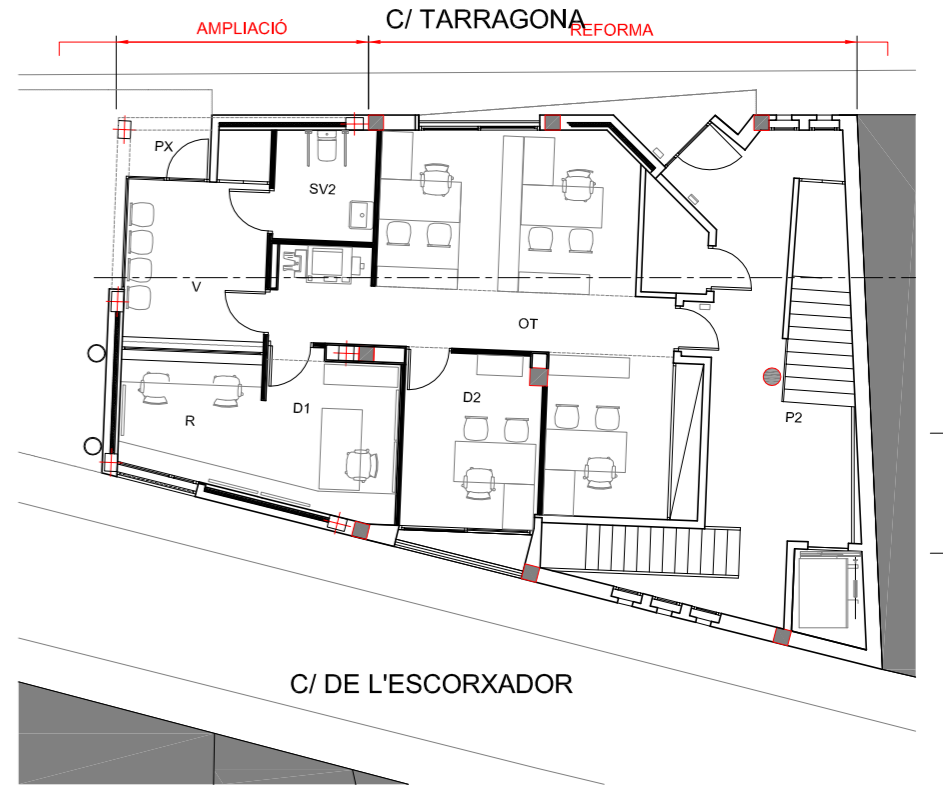 C/ TARRAGONA
AMPLIACIÓ
REFORMA
PX
SV2
V
OT
D1
D2
R
P2
C/ DE L'ESCORXADOR